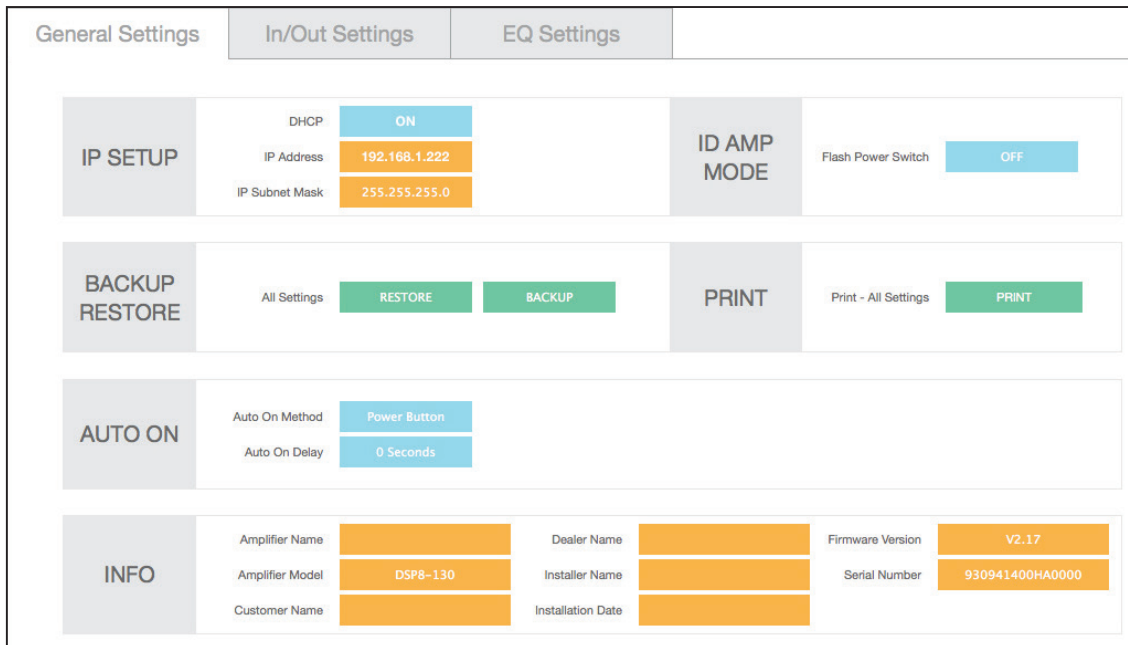 General Settings
In/Out Settings
EQ Settings
IP SETUP
DHCP
ON
IP Address
192.168.1.222
IP Subnet Mask
255.255.255.0
ID AMP
MODE
Flash Power Switch
OFF
BACKUP
RESTORE
All Settings
RESTORE
BACKUP
PRINT
Print - All Settings
PRINT
AUTO ON
Auto On Method
Power Button
Auto On Delay
0 Seconds
INFO
Amplifier Name
Dealer Name
Firmware Version
V2.17
Amplifier Model
DSP8-130
Installer Name
Serial Number
930941400HA0000
Customer Name
Installation Date